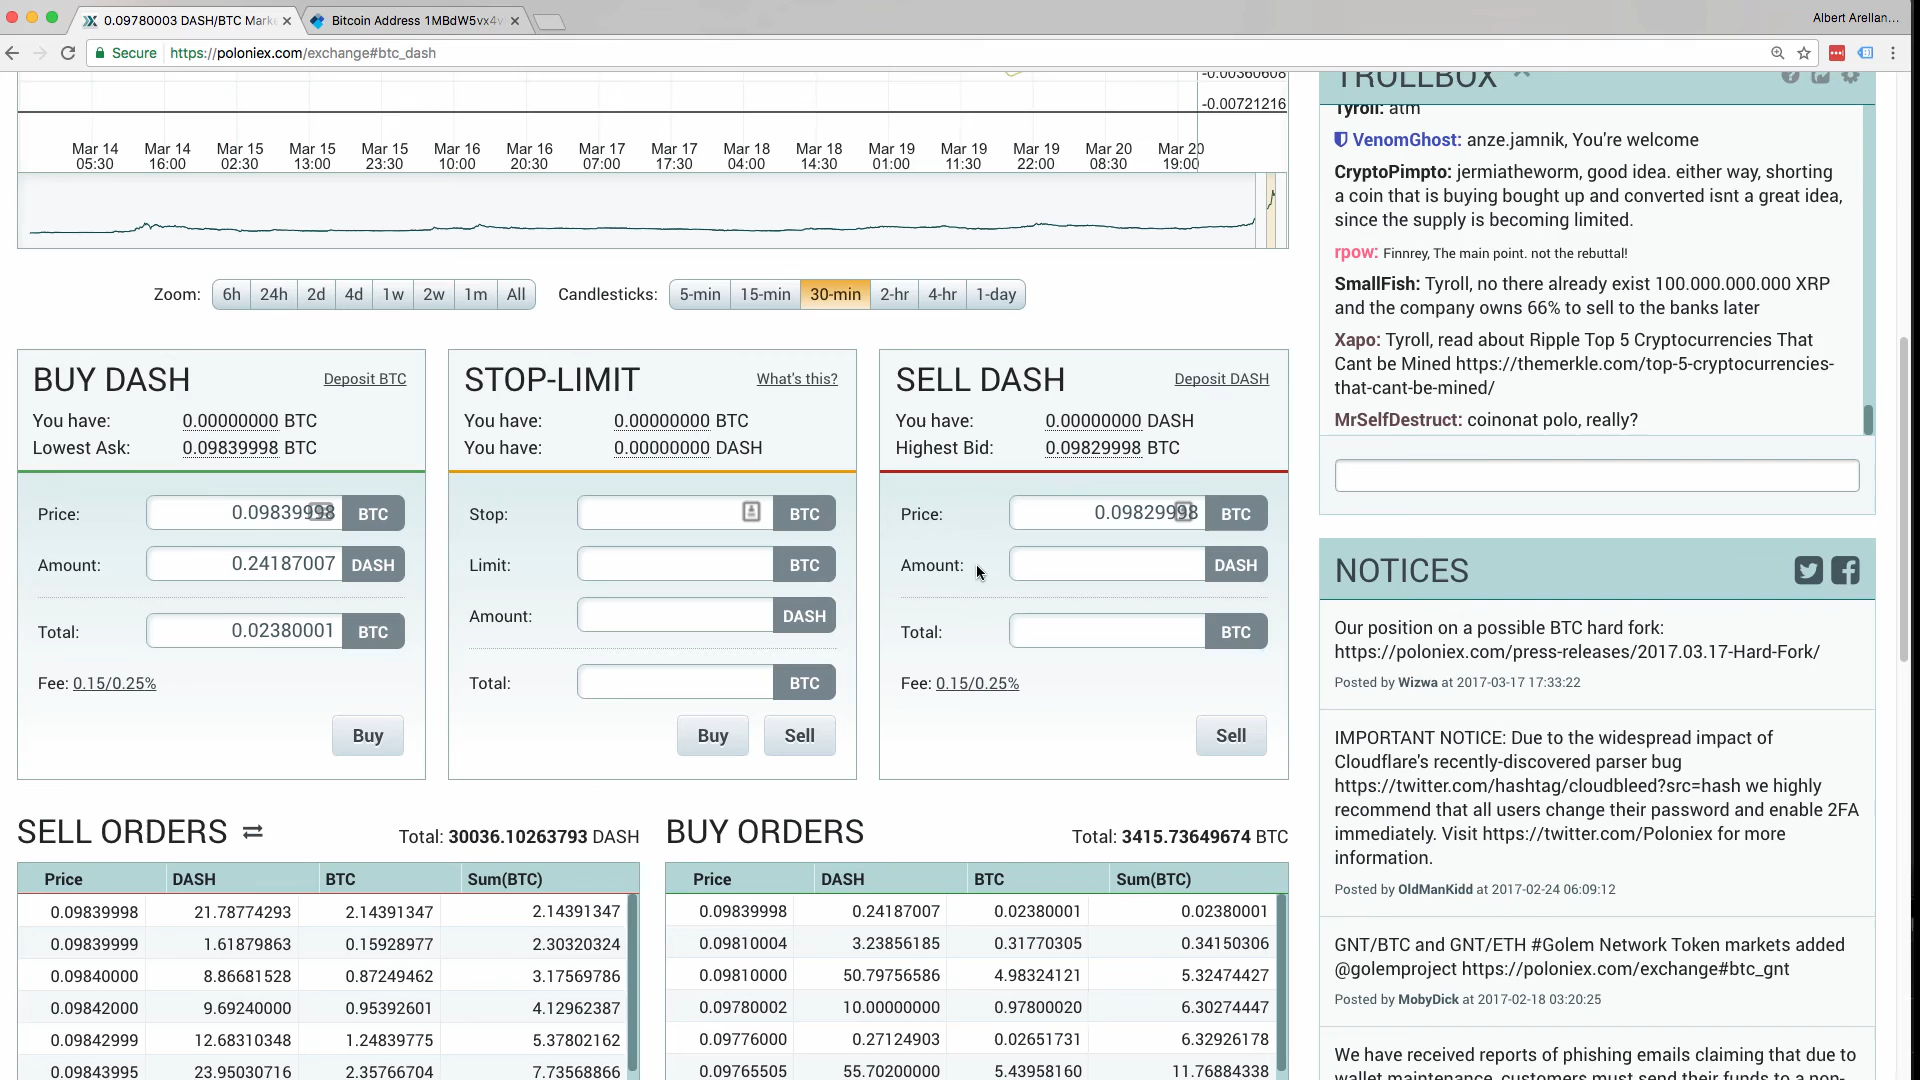 0.09780003 DASH/BTC Marke
Bitcoin Address 1MBdW5vx4w
Albert Arellan...
Secure
https://poloniex.com/exchange#btc_dash
-0.00360608
-0.00721216
Mar 14 05:30
Mar 14 16:00
Mar 15 02:30
Mar 15 13:00
Mar 15 23:30
Mar 16 10:00
Mar 16 20:30
Mar 17 07:00
Mar 17 17:30
Mar 18 04:00
Mar 18 14:30
Mar 19 01:00
Mar 19 11:30
Mar 19 22:00
Mar 20 08:30
Mar 20 19:00
Zoom: 6h 24h 2d 4d 1w 2w 1m All
Candlesticks: 5-min 15-min 30-min 2-hr 4-hr 1-day
BUY DASH
Deposit BTC
You have: 0.00000000 BTC
Lowest Ask: 0.09839998 BTC
Price: 0.09839998 BTC
Amount: 0.24187007 DASH
Total: 0.02380001 BTC
Fee: 0.15/0.25%
Buy
STOP-LIMIT
What's this?
You have: 0.00000000 BTC
You have: 0.00000000 DASH
Stop: BTC
Limit: BTC
Amount: DASH
Total: BTC
Buy Sell
SELL DASH
Deposit DASH
You have: 0.00000000 DASH
Highest Bid: 0.09829998 BTC
Price: 0.09829998 BTC
Amount: DASH
Total: BTC
Fee: 0.15/0.25%
Sell
SELL ORDERS
Total: 30036.10263793 DASH
Price DASH BTC Sum(BTC)
0.09839998 21.78774293 2.14391347 2.14391347
0.09839999 1.61879863 0.15928977 2.30320324
0.09840000 8.86681528 0.87249462 3.17569786
0.09842000 9.69240000 0.95392601 4.12962387
0.09842999 12.68310348 1.24839775 5.37802162
0.09843995 23.95030716 2.35766704 7.73568866
BUY ORDERS
Total: 3415.73649674 BTC
Price DASH BTC Sum(BTC)
0.09839998 0.24187007 0.02380001 0.02380001
0.09810004 3.23856185 0.31770305 0.34150306
0.09810000 50.79756586 4.98324121 5.32474427
0.09780002 10.00000000 0.97800020 6.30274447
0.09776000 0.27124903 0.02651731 6.32926178
0.09765505 55.70200000 5.43958160 11.76884338
TROLLBOX
Tyroll: atm
VenomGhost: anze.jamnik, You're welcome
CryptoPimpto: jermiatheworm, good idea. either way, shorting
a coin that is buying bought up and converted isnt a great idea,
since the supply is becoming limited.
rpow: Finnrey, The main point. not the rebuttal!
SmallFish: Tyroll, no there already exist 100.000.000.000 XRP
and the company owns 66% to sell to the banks later
Xapo: Tyroll, read about Ripple Top 5 Cryptocurrencies That
Cant be Mined https://themerkle.com/top-5-cryptocurrencies-
that-cant-be-mined/
MrSelfDestruct: coinonat polo, really?
NOTICES
Our position on a possible BTC hard fork:
https://poloniex.com/press-releases/2017.03.17-Hard-Fork/
Posted by Wizwa at 2017-03-17 17:33:22
IMPORTANT NOTICE: Due to the widespread impact of
Cloudflare's recently-discovered parser bug
https://twitter.com/hashtag/cloudbleed?src=hash we highly
recommend that all users change their password and enable 2FA
immediately. Visit https://twitter.com/Poloniex for more
information.
Posted by OldManKidd at 2017-02-24 06:09:12
GNT/BTC and GNT/ETH #Golem Network Token markets added
@golemproject https://poloniex.com/exchange#btc_gnt
Posted by MobyDick at 2017-02-18 03:20:25
We have received reports of phishing emails claiming that due to
wallet maintenance, customers must send their funds to a non-